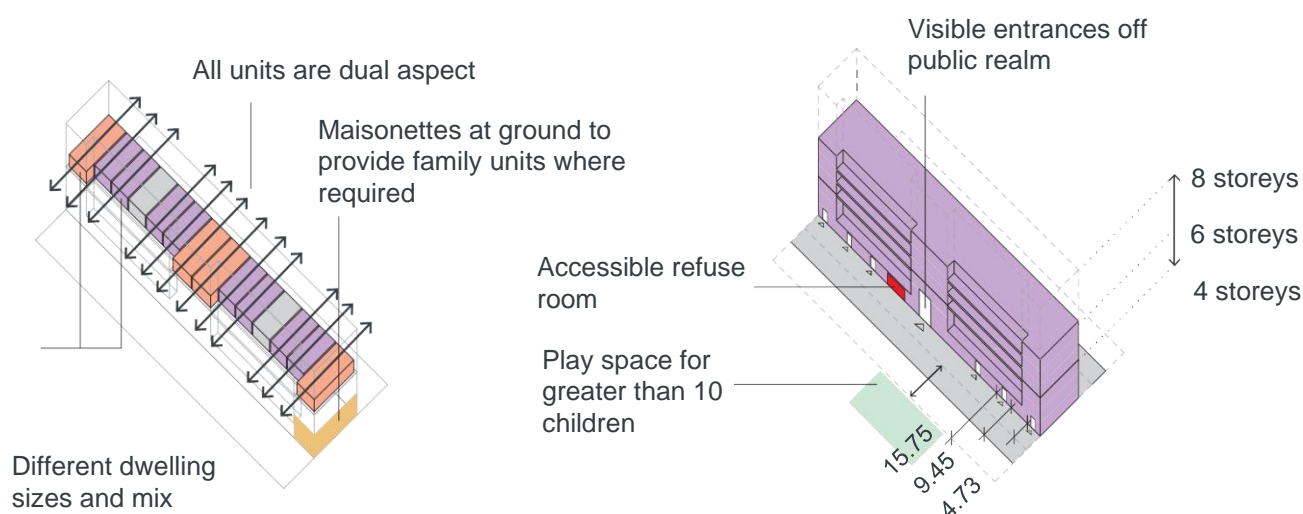 All units are dual aspect
Maisonettes at ground to
provide family units where
required
Different dwelling
sizes and mix
Visible entrances off
public realm
8 storeys
6 storeys
4 storeys
Accessible refuse
room
Play space for
greater than 10
children
15.75
9.45
4.73